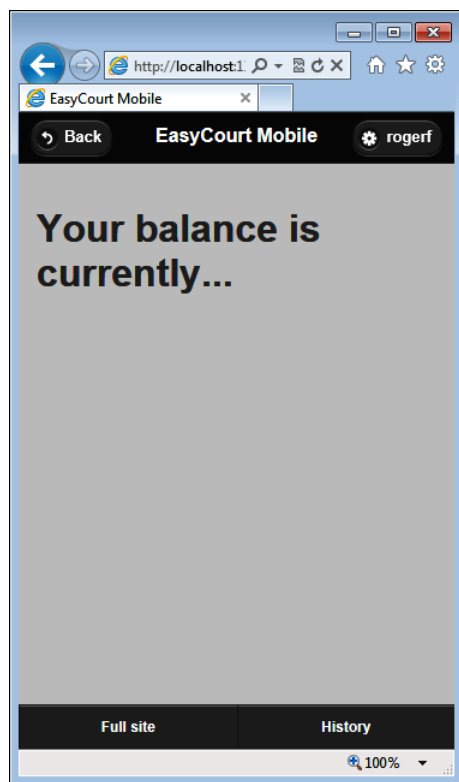 http://localhost:1
EasyCourt Mobile
Back
EasyCourt Mobile
rogerf
Your balance is
currently...
Full site
History
100%